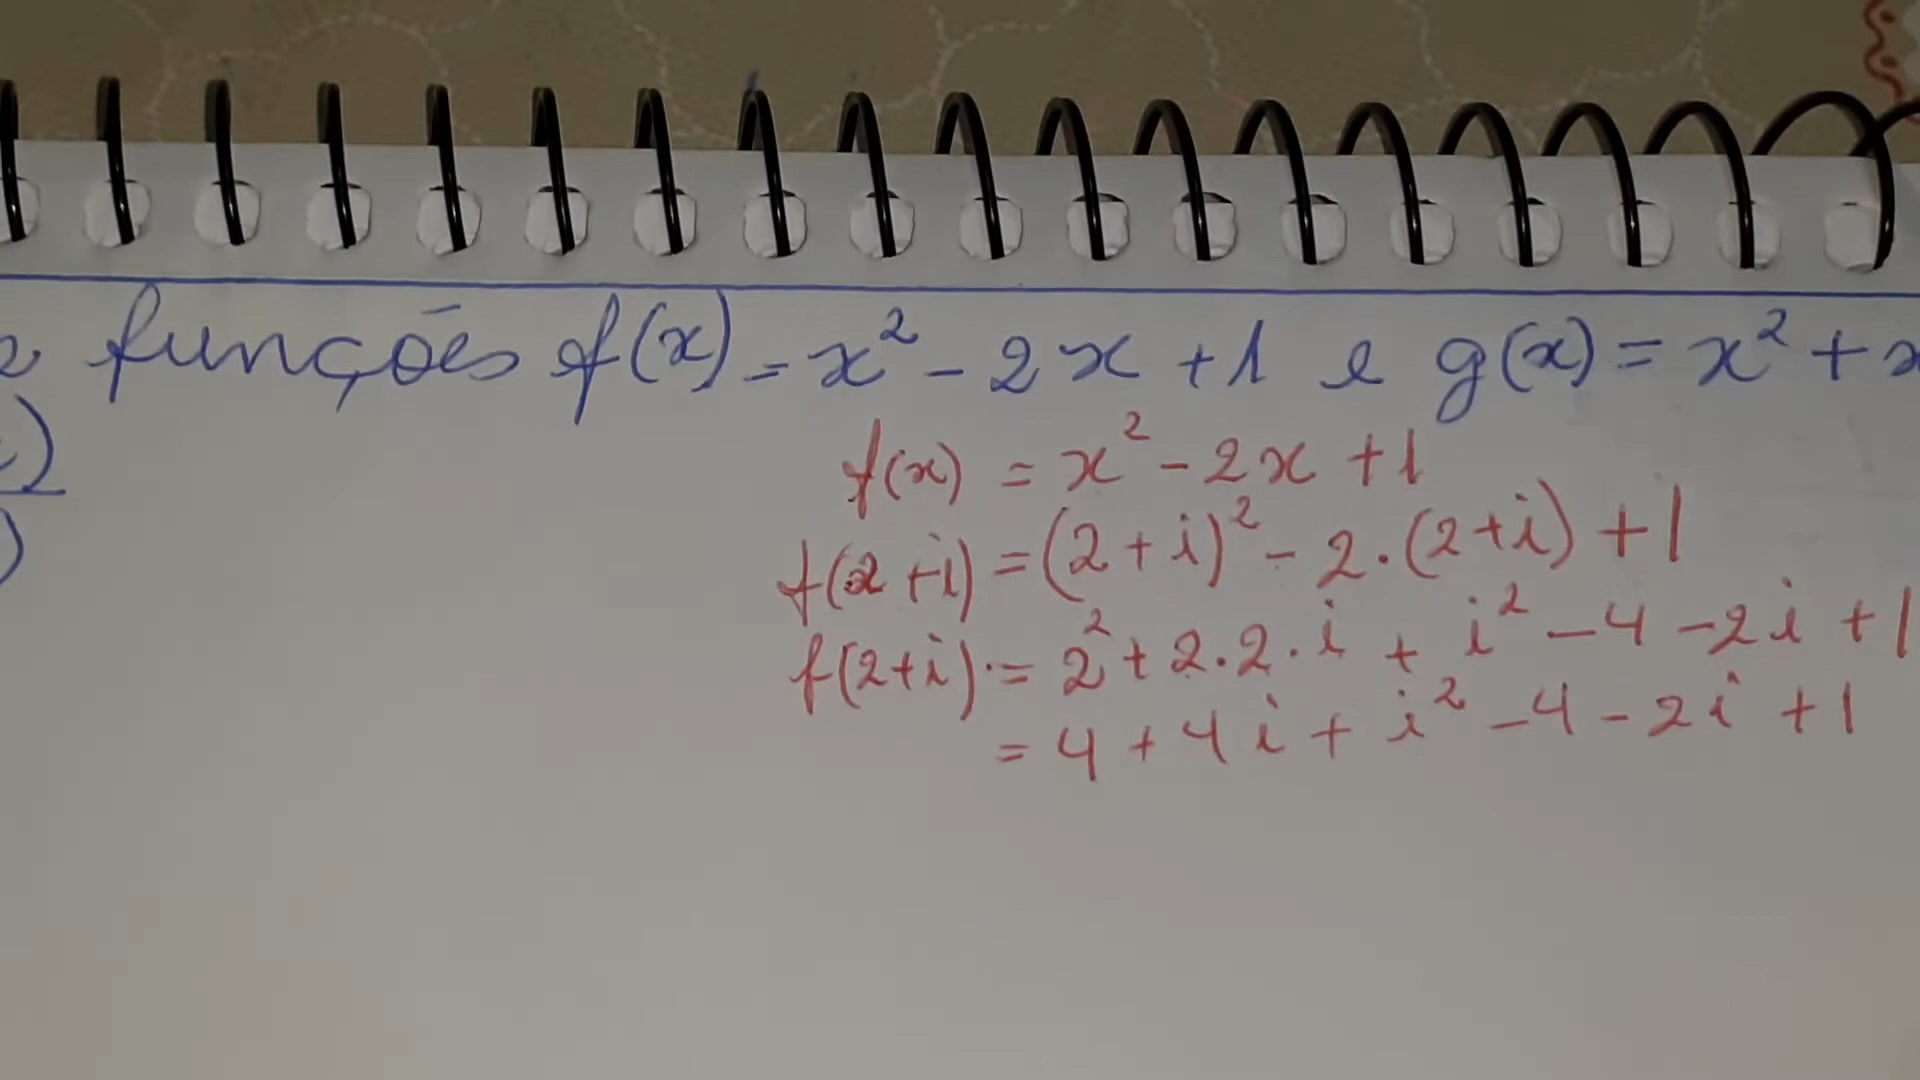 funções f(x) = x² - 2x + 1 e g(x) = x² + x
)
)
f(x) = x² - 2x + 1
f(2+i) = (2+i)² - 2·(2+i) + 1
f(2+i) = 2² + 2·2·i + i² - 4 - 2i + 1
= 4 + 4i + i² - 4 - 2i + 1